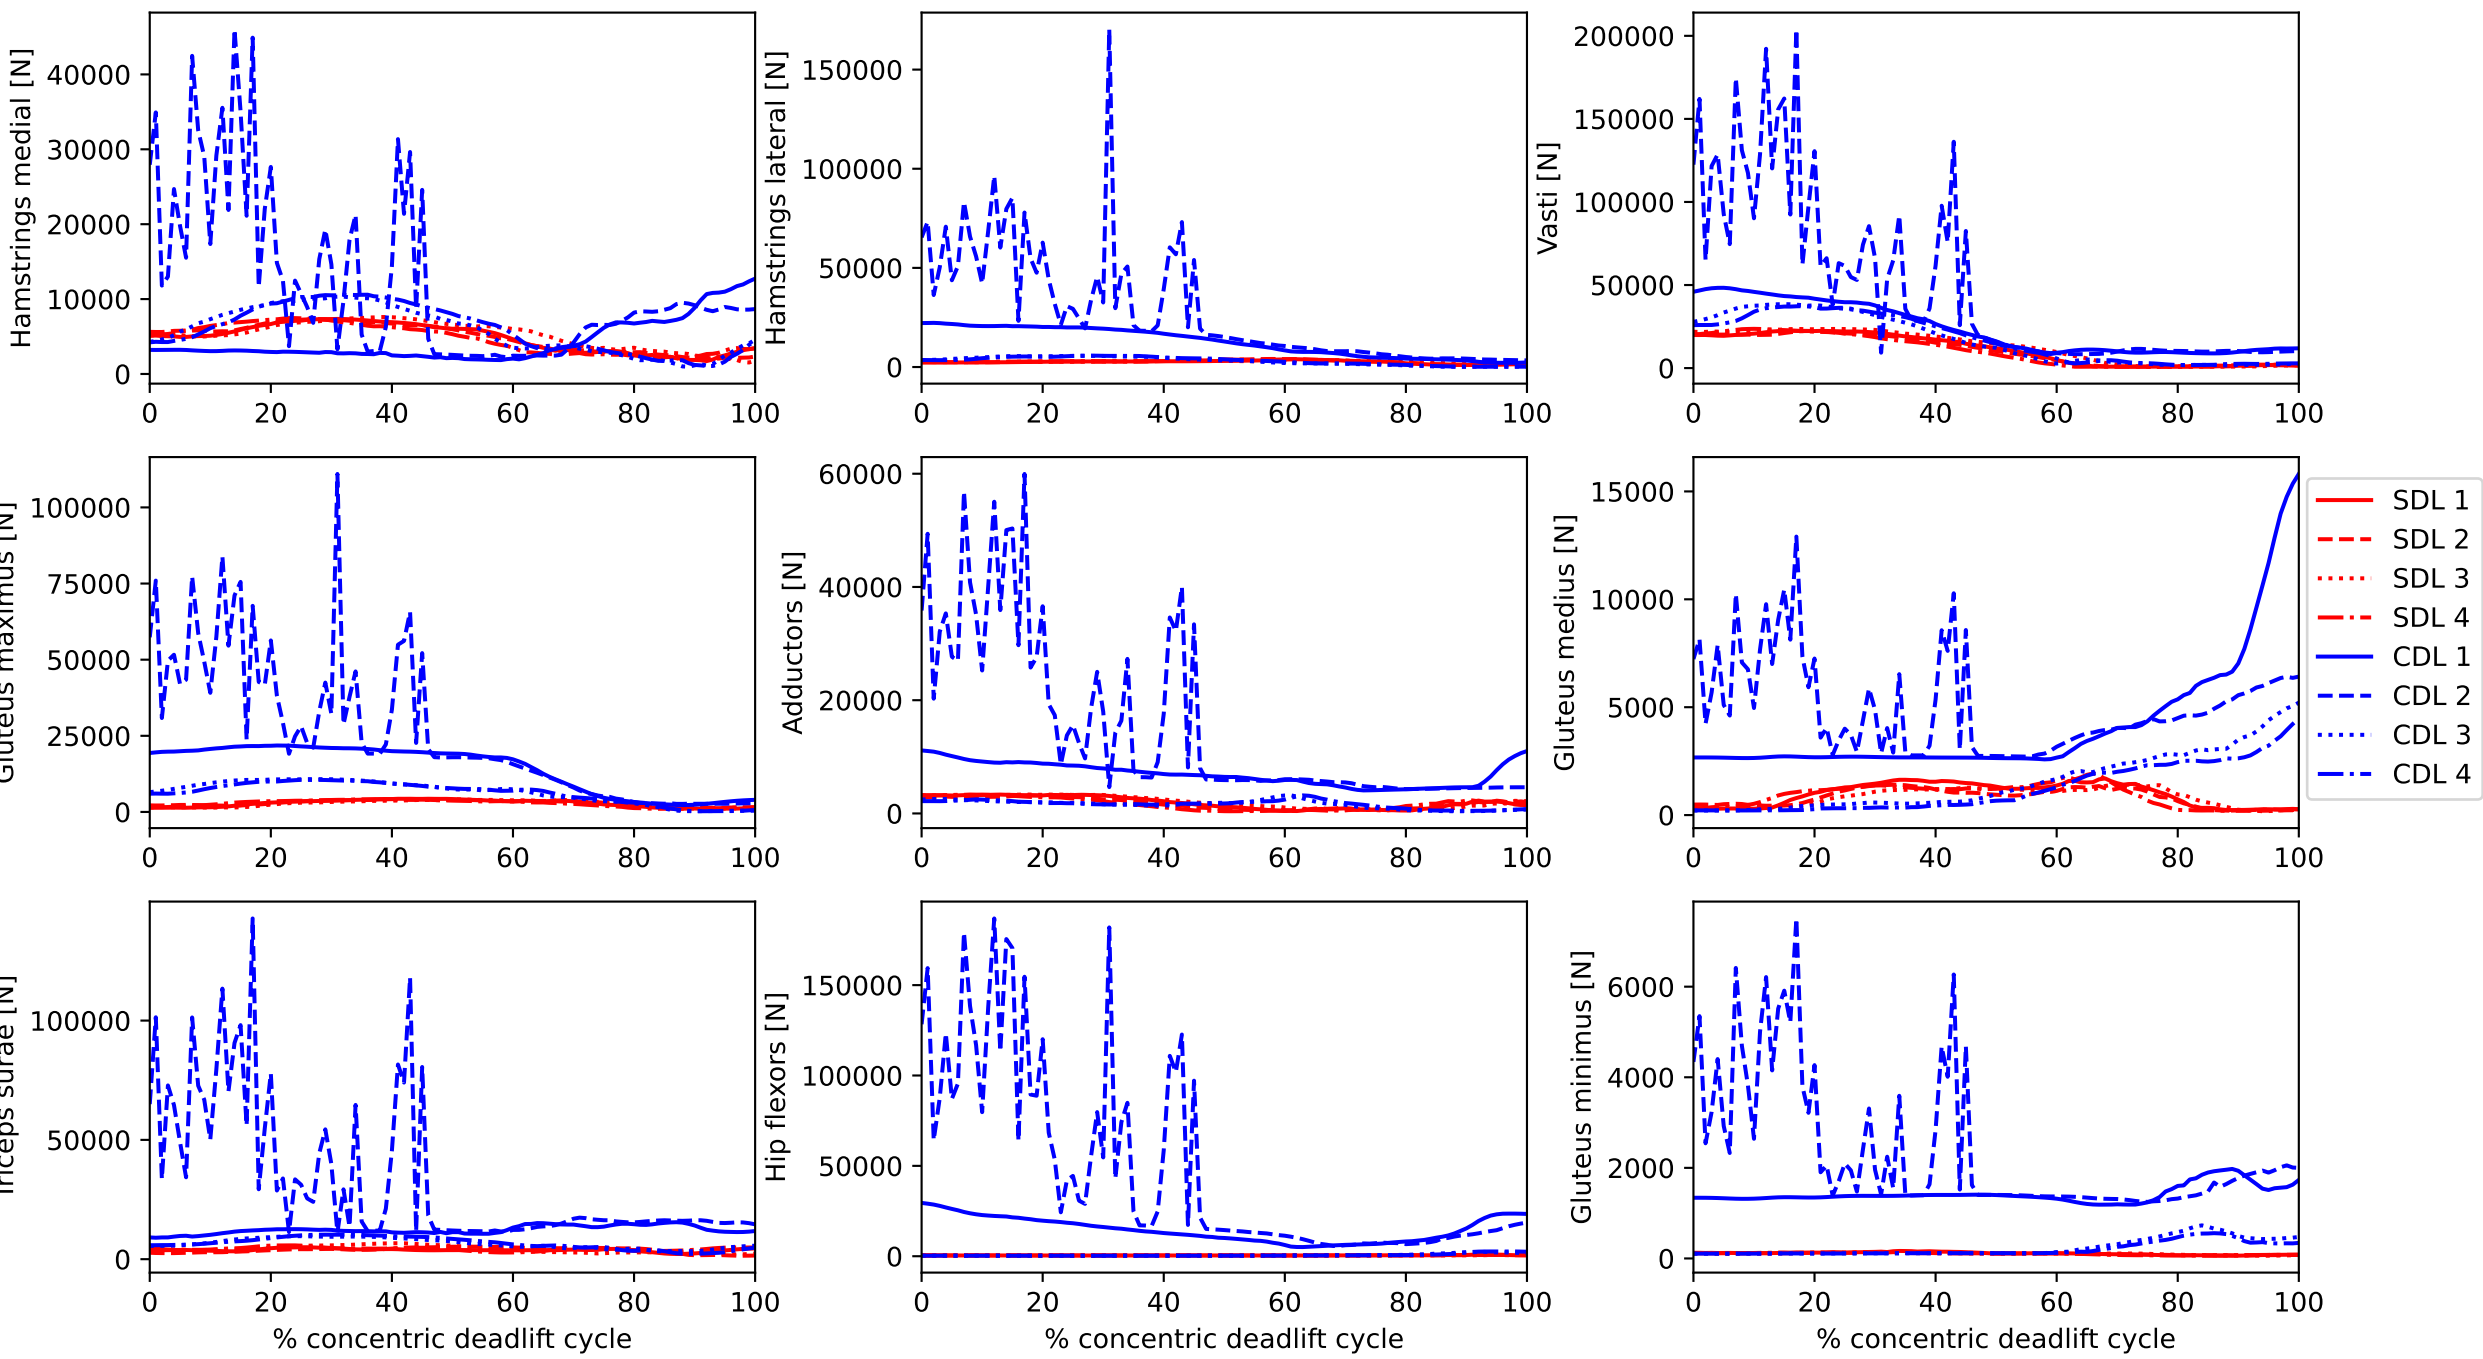 Hamstrings medial [N]
40000
30000
20000
10000
0
0 20 40 60 80 100
Hamstrings lateral [N]
150000
100000
50000
0
0 20 40 60 80 100
Vasti [N]
200000
150000
100000
50000
0
0 20 40 60 80 100
Gluteus maximus [N]
100000
75000
50000
25000
0
0 20 40 60 80 100
Adductors [N]
60000
40000
20000
0
0 20 40 60 80 100
Gluteus medius [N]
15000
10000
5000
0
0 20 40 60 80 100
SDL 1
SDL 2
SDL 3
SDL 4
CDL 1
CDL 2
CDL 3
CDL 4
Triceps surae [N]
100000
50000
0
0 20 40 60 80 100
% concentric deadlift cycle
Hip flexors [N]
150000
100000
50000
0
0 20 40 60 80 100
% concentric deadlift cycle
Gluteus minimus [N]
6000
4000
2000
0
0 20 40 60 80 100
% concentric deadlift cycle